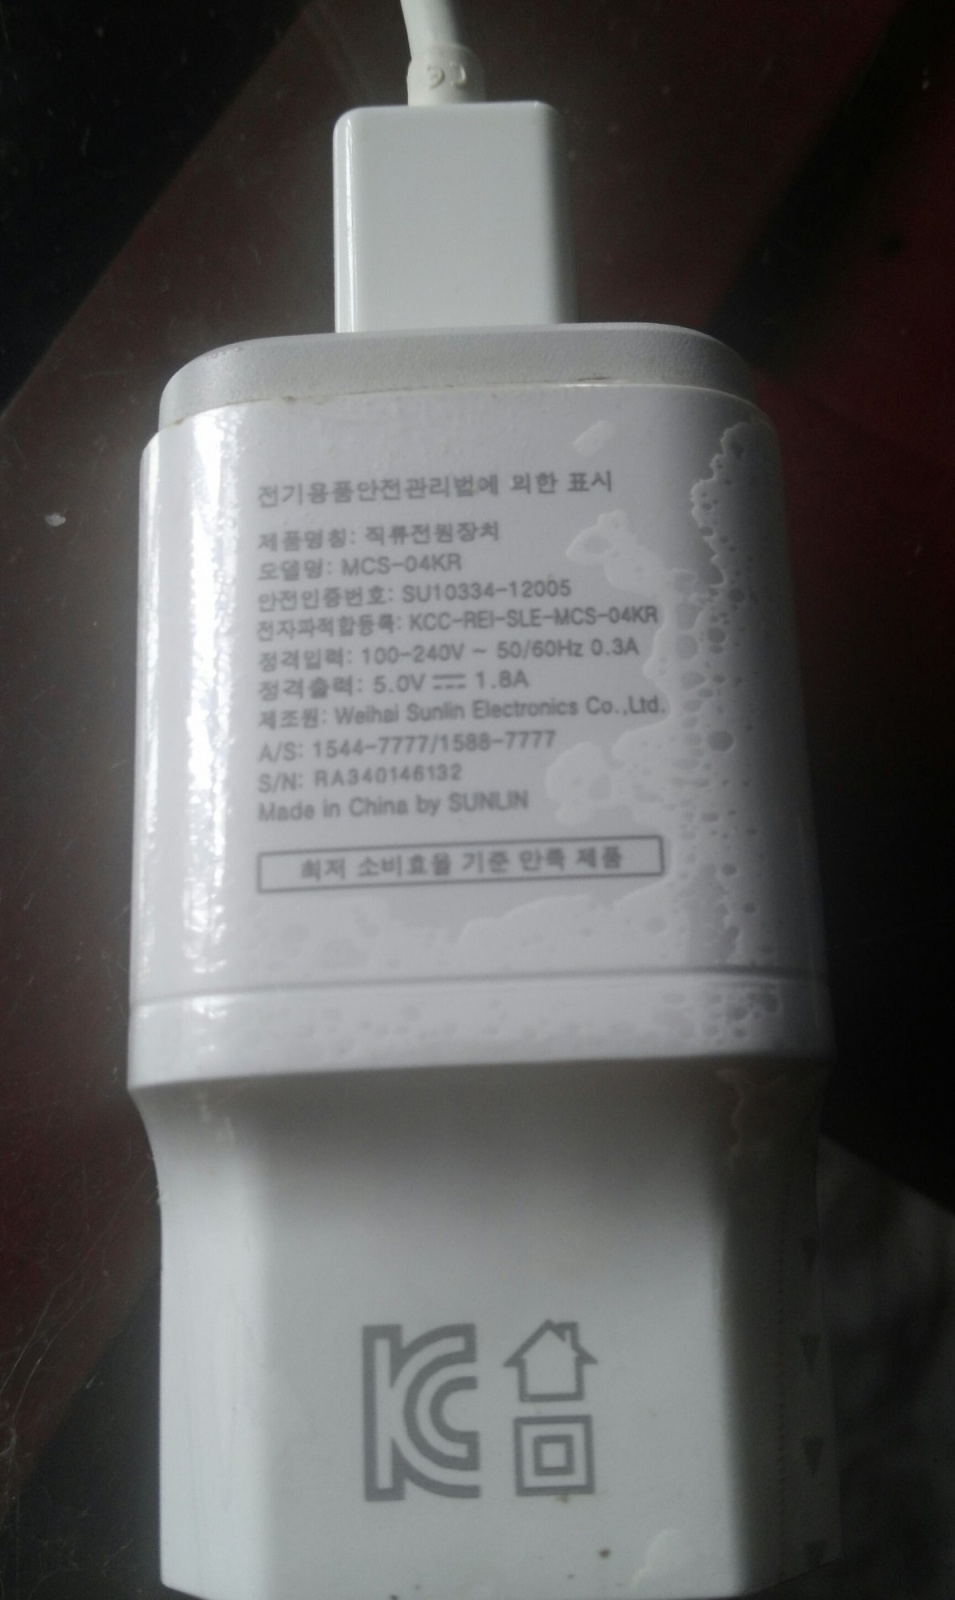 전기용품안전관리법에 의한 표시
제품명칭: 직류전원장치
모델명: MCS-04KR
안전인증번호: SU10334-12005
전자파적합등록: KCC-REI-SLE-MCS-04KR
정격입력: 100-240V ~ 50/60Hz 0.3A
정격출력: 5.0V ⎓ 1.8A
제조원: Weihai Sunlin Electronics Co.,Ltd.
A/S: 1544-7777/1588-7777
S/N: RA340146132
Made in China by SUNLIN
최저 소비효율 기준 만족 제품
KC